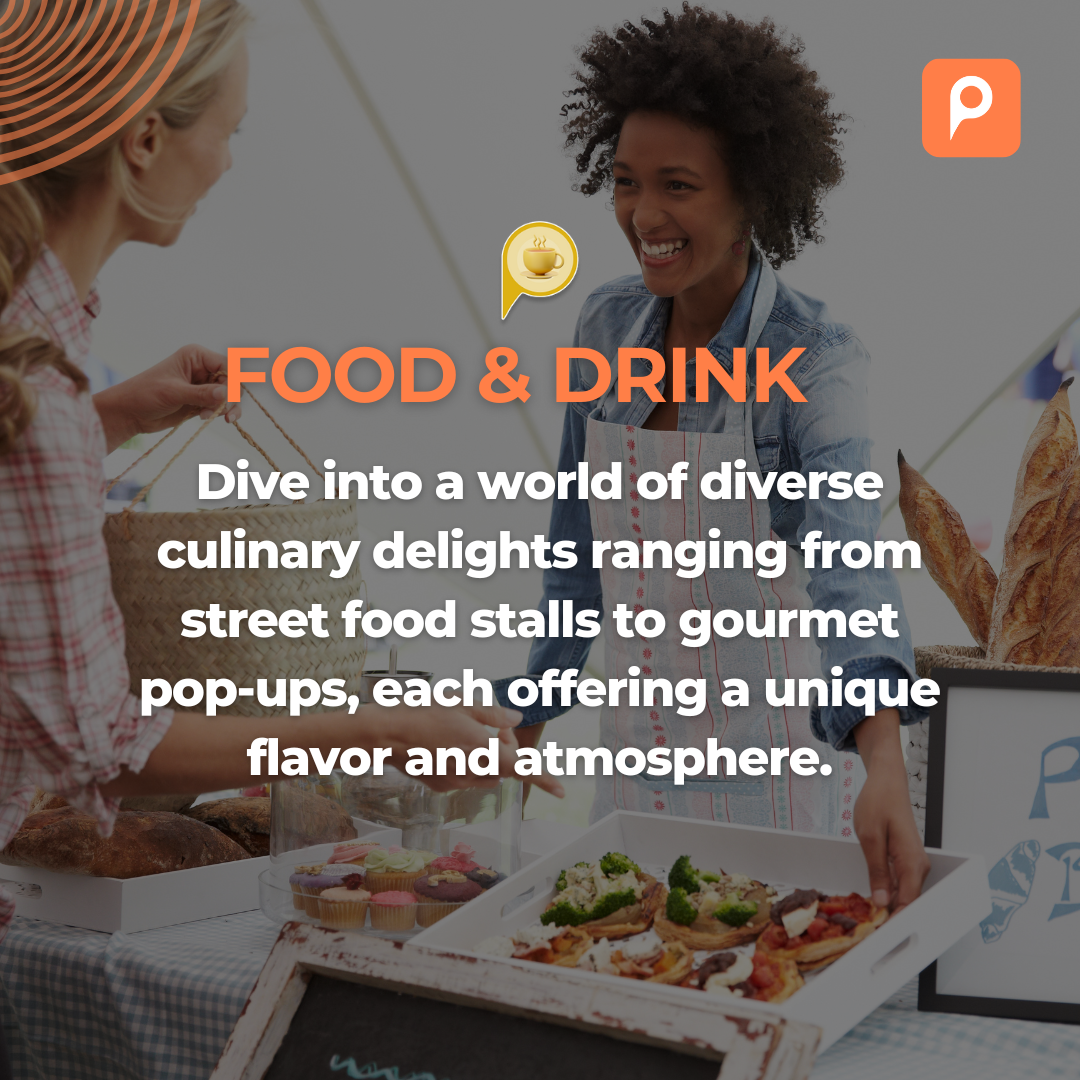 P
FOOD & DRINK
Dive into a world of diverse
culinary delights ranging from
street food stalls to gourmet
pop-ups, each offering a unique
flavor and atmosphere.